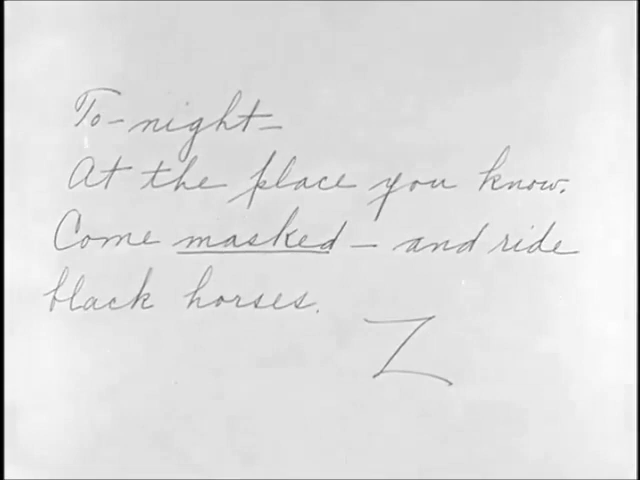 To-night—
At the place you know.
Come masked — and ride
black horses.
Z